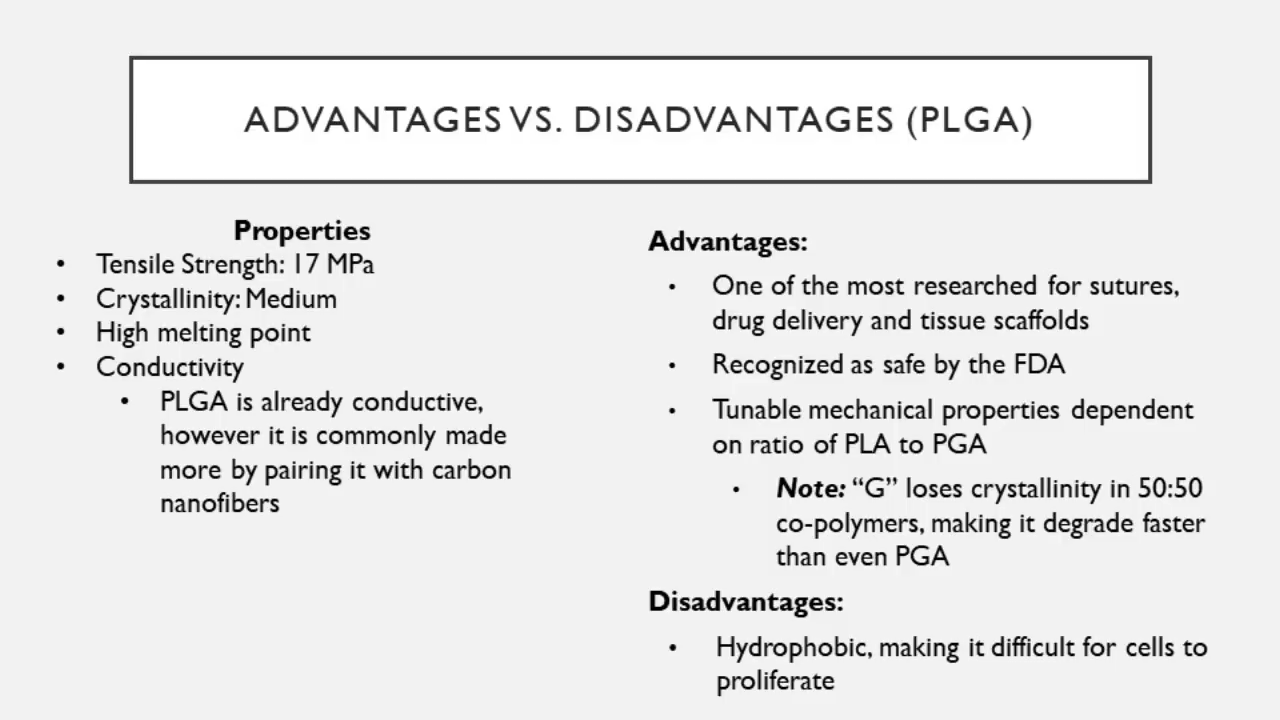 ADVANTAGES VS. DISADVANTAGES (PLGA)
Properties
• Tensile Strength: 17 MPa
• Crystallinity: Medium
• High melting point
• Conductivity
• PLGA is already conductive,
however it is commonly made
more by pairing it with carbon
nanofibers
Advantages:
• One of the most researched for sutures,
drug delivery and tissue scaffolds
• Recognized as safe by the FDA
• Tunable mechanical properties dependent
on ratio of PLA to PGA
• Note: “G” loses crystallinity in 50:50
co-polymers, making it degrade faster
than even PGA
Disadvantages:
• Hydrophobic, making it difficult for cells to
proliferate